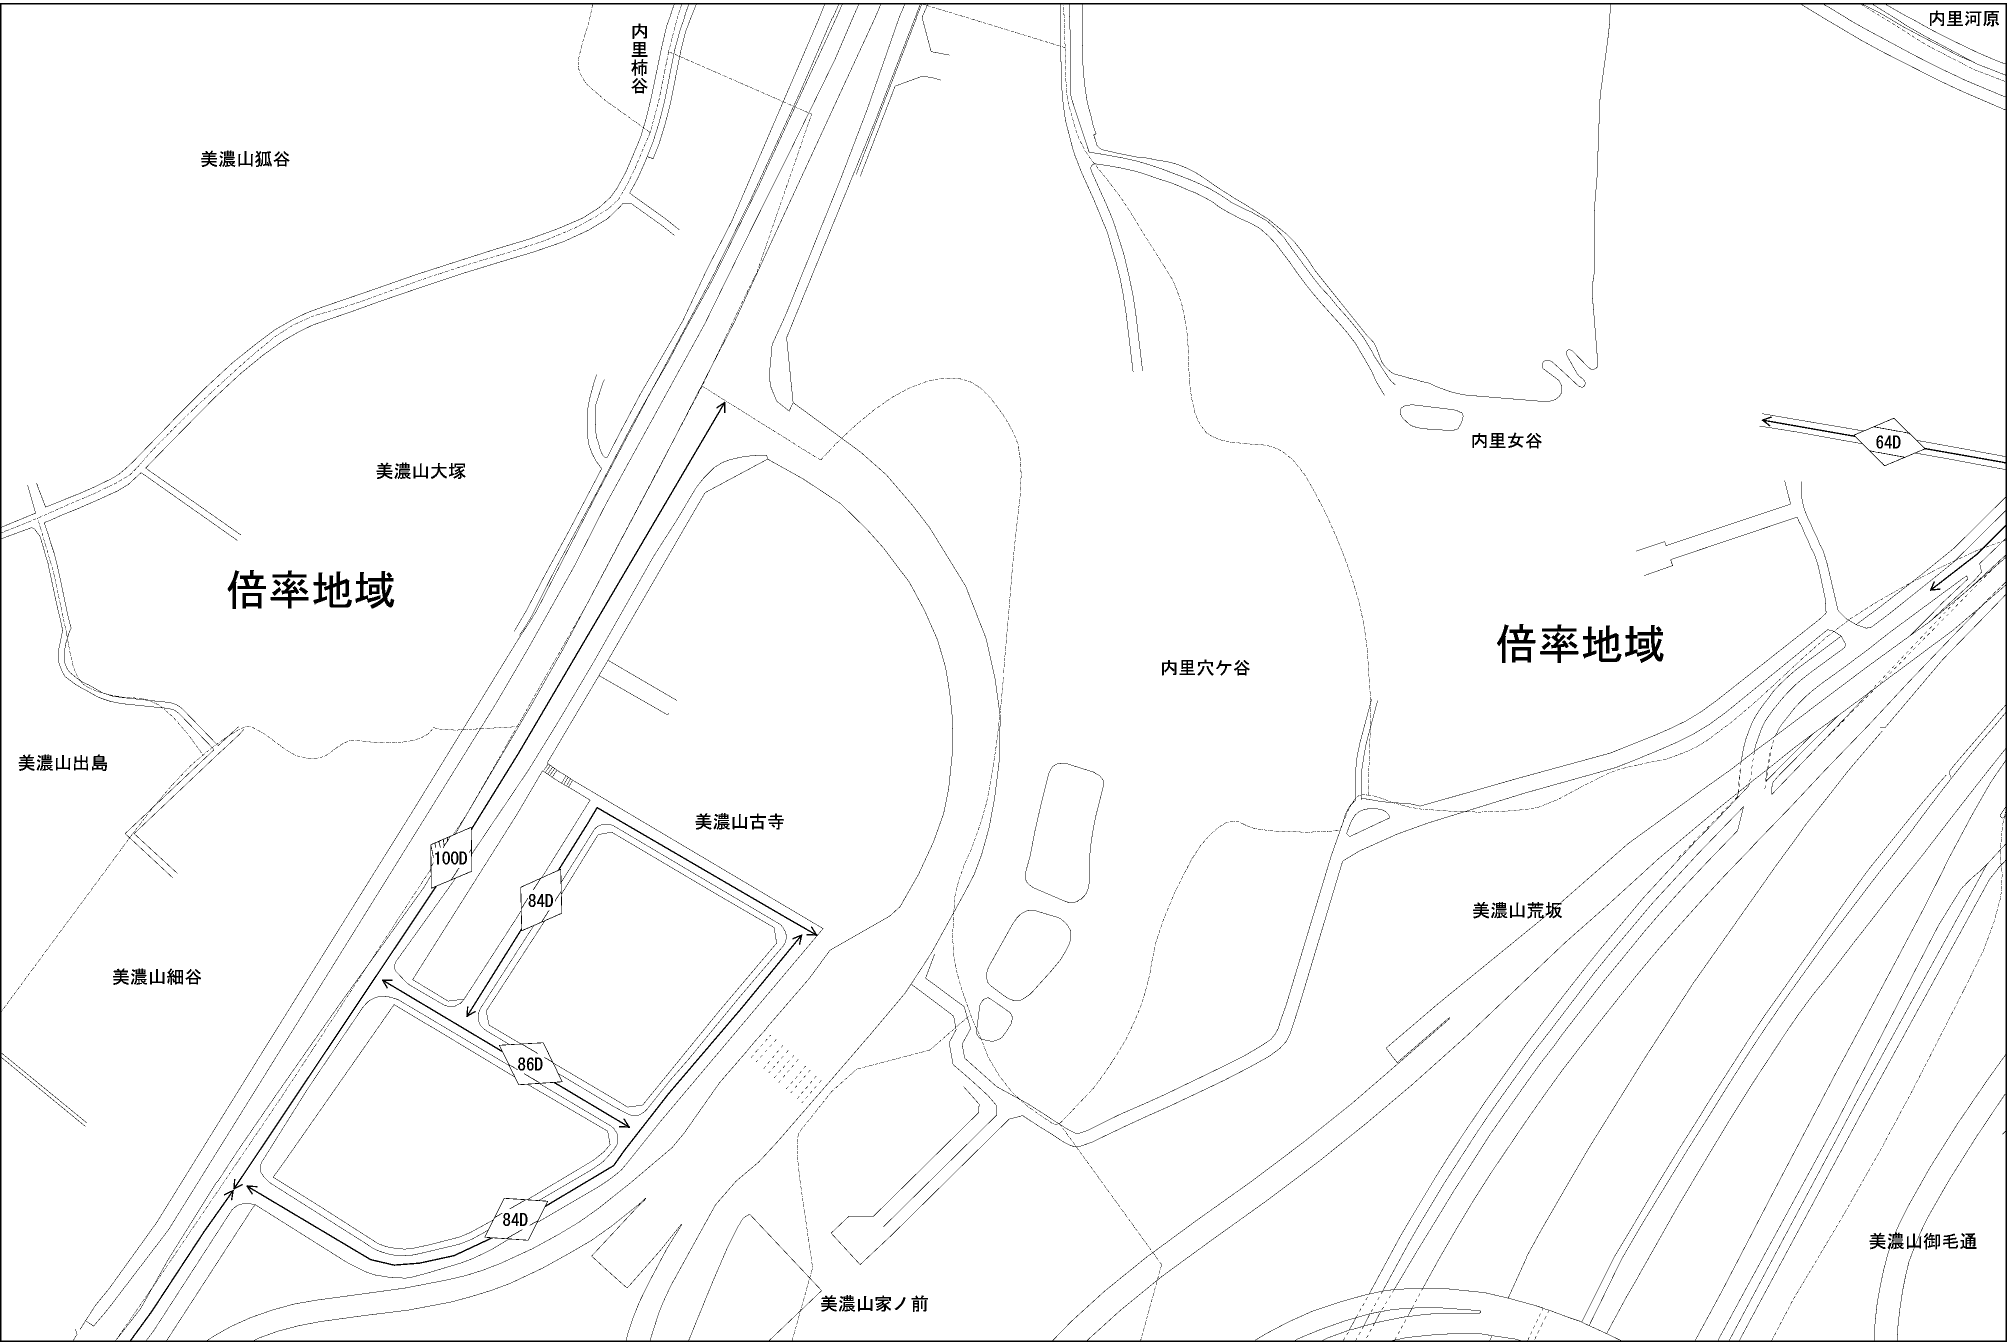 内里河原
内里柿谷
美濃山狐谷
内里女谷
64D
美濃山大塚
倍率地域
倍率地域
内里穴ケ谷
美濃山出島
美濃山古寺
100D
84D
美濃山荒坂
美濃山細谷
86D
84D
美濃山御毛通
美濃山家ノ前